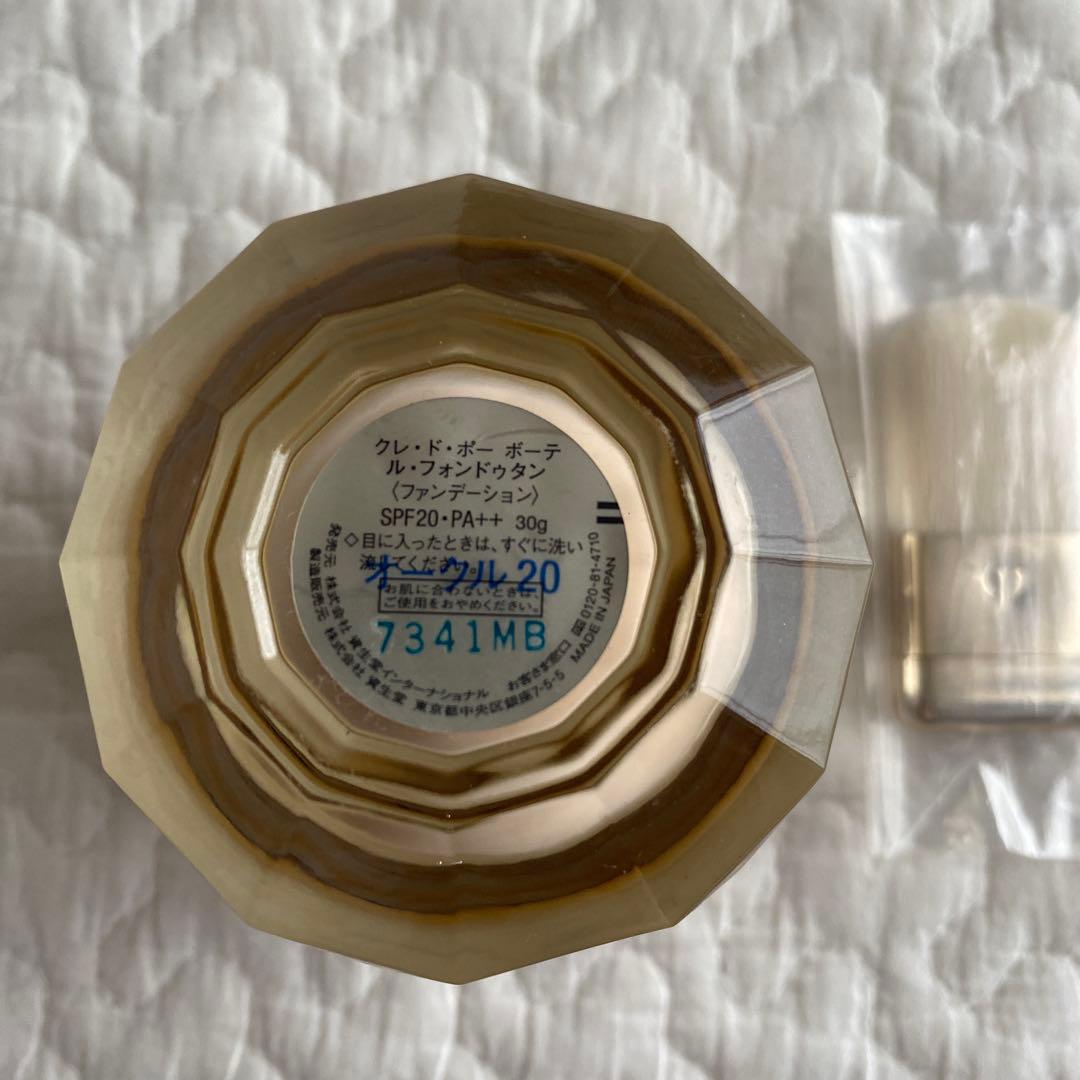 クレ・ド・ポー ボーテ
ル・フォンドゥタン
〈ファンデーション〉
SPF20・PA++ 30g
◇目に入ったときは、すぐに洗い
流してください。
オークル20
お肌に合わないときは、
ご使用をおやめください。
7341MB
発売元 株式会社 資生堂インターナショナル お客さま窓口 0120-81-4710
製造販売元 株式会社 資生堂 東京都中央区銀座7-5-5 MADE IN JAPAN